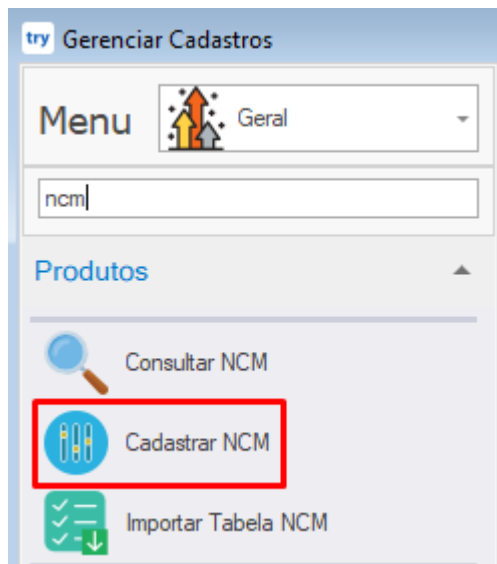 try Gerenciar Cadastros
Menu Geral
ncm
Produtos
Consultar NCM
Cadastrar NCM
Importar Tabela NCM